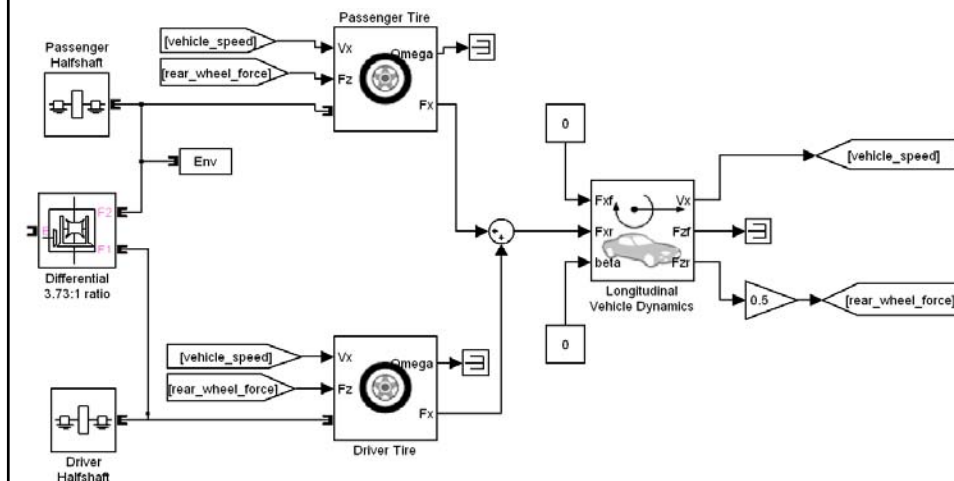 Passenger Tire
Passenger
Halfshaft
[vehicle_speed]
[rear_wheel_force]
Vx
Fz
Omega
Fx
Env
F2
F1
Differential
3.73:1 ratio
0
Fxf
Fxr
beta
Vx
Fzf
Fzr
Longitudinal
Vehicle Dynamics
0
[vehicle_speed]
0.5
[rear_wheel_force]
[vehicle_speed]
[rear_wheel_force]
Vx
Fz
Omega
Fx
Driver Tire
Driver
Halfshaft